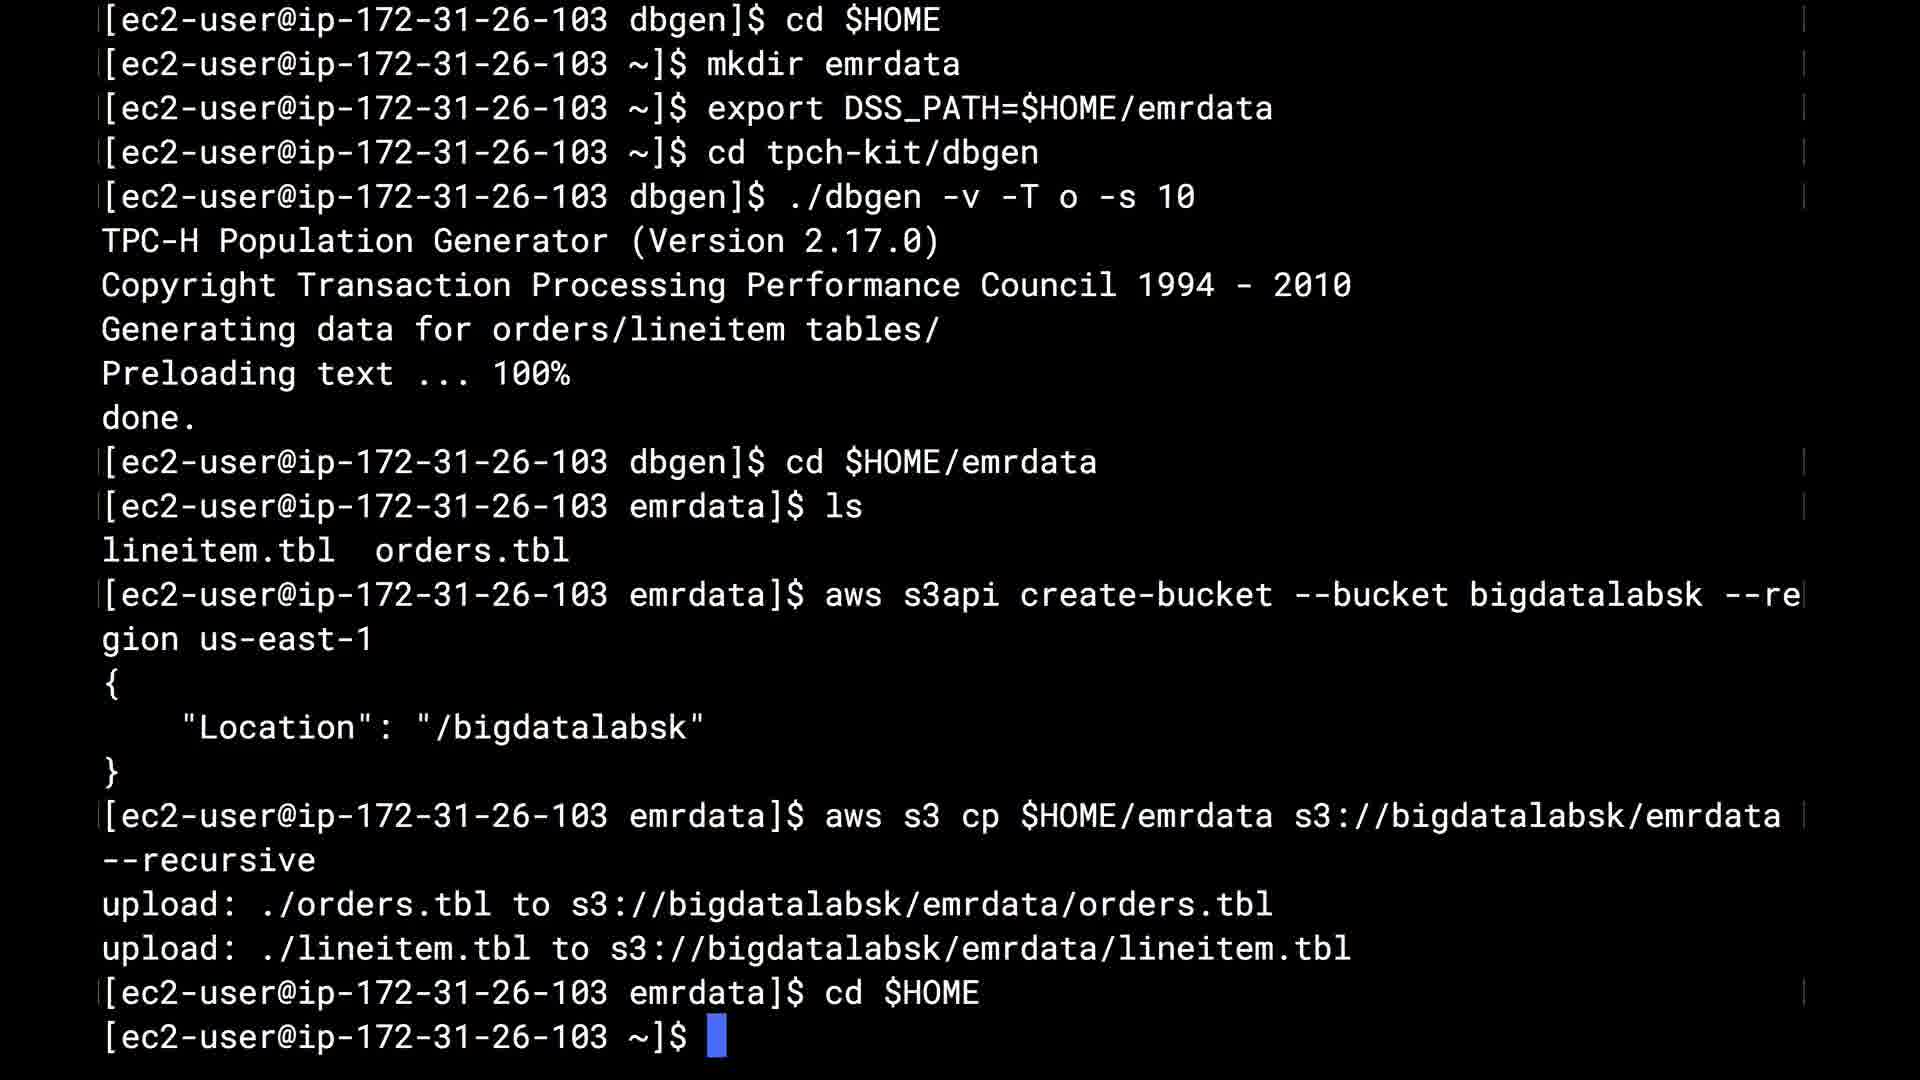 [ec2-user@ip-172-31-26-103 dbgen]$ cd $HOME
[ec2-user@ip-172-31-26-103 ~]$ mkdir emrdata
[ec2-user@ip-172-31-26-103 ~]$ export DSS_PATH=$HOME/emrdata
[ec2-user@ip-172-31-26-103 ~]$ cd tpch-kit/dbgen
[ec2-user@ip-172-31-26-103 dbgen]$ ./dbgen -v -T o -s 10
TPC-H Population Generator (Version 2.17.0)
Copyright Transaction Processing Performance Council 1994 - 2010
Generating data for orders/lineitem tables/
Preloading text ... 100%
done.
[ec2-user@ip-172-31-26-103 dbgen]$ cd $HOME/emrdata
[ec2-user@ip-172-31-26-103 emrdata]$ ls
lineitem.tbl  orders.tbl
[ec2-user@ip-172-31-26-103 emrdata]$ aws s3api create-bucket --bucket bigdatalabsk --re
gion us-east-1
{
    "Location": "/bigdatalabsk"
}
[ec2-user@ip-172-31-26-103 emrdata]$ aws s3 cp $HOME/emrdata s3://bigdatalabsk/emrdata
--recursive
upload: ./orders.tbl to s3://bigdatalabsk/emrdata/orders.tbl
upload: ./lineitem.tbl to s3://bigdatalabsk/emrdata/lineitem.tbl
[ec2-user@ip-172-31-26-103 emrdata]$ cd $HOME
[ec2-user@ip-172-31-26-103 ~]$